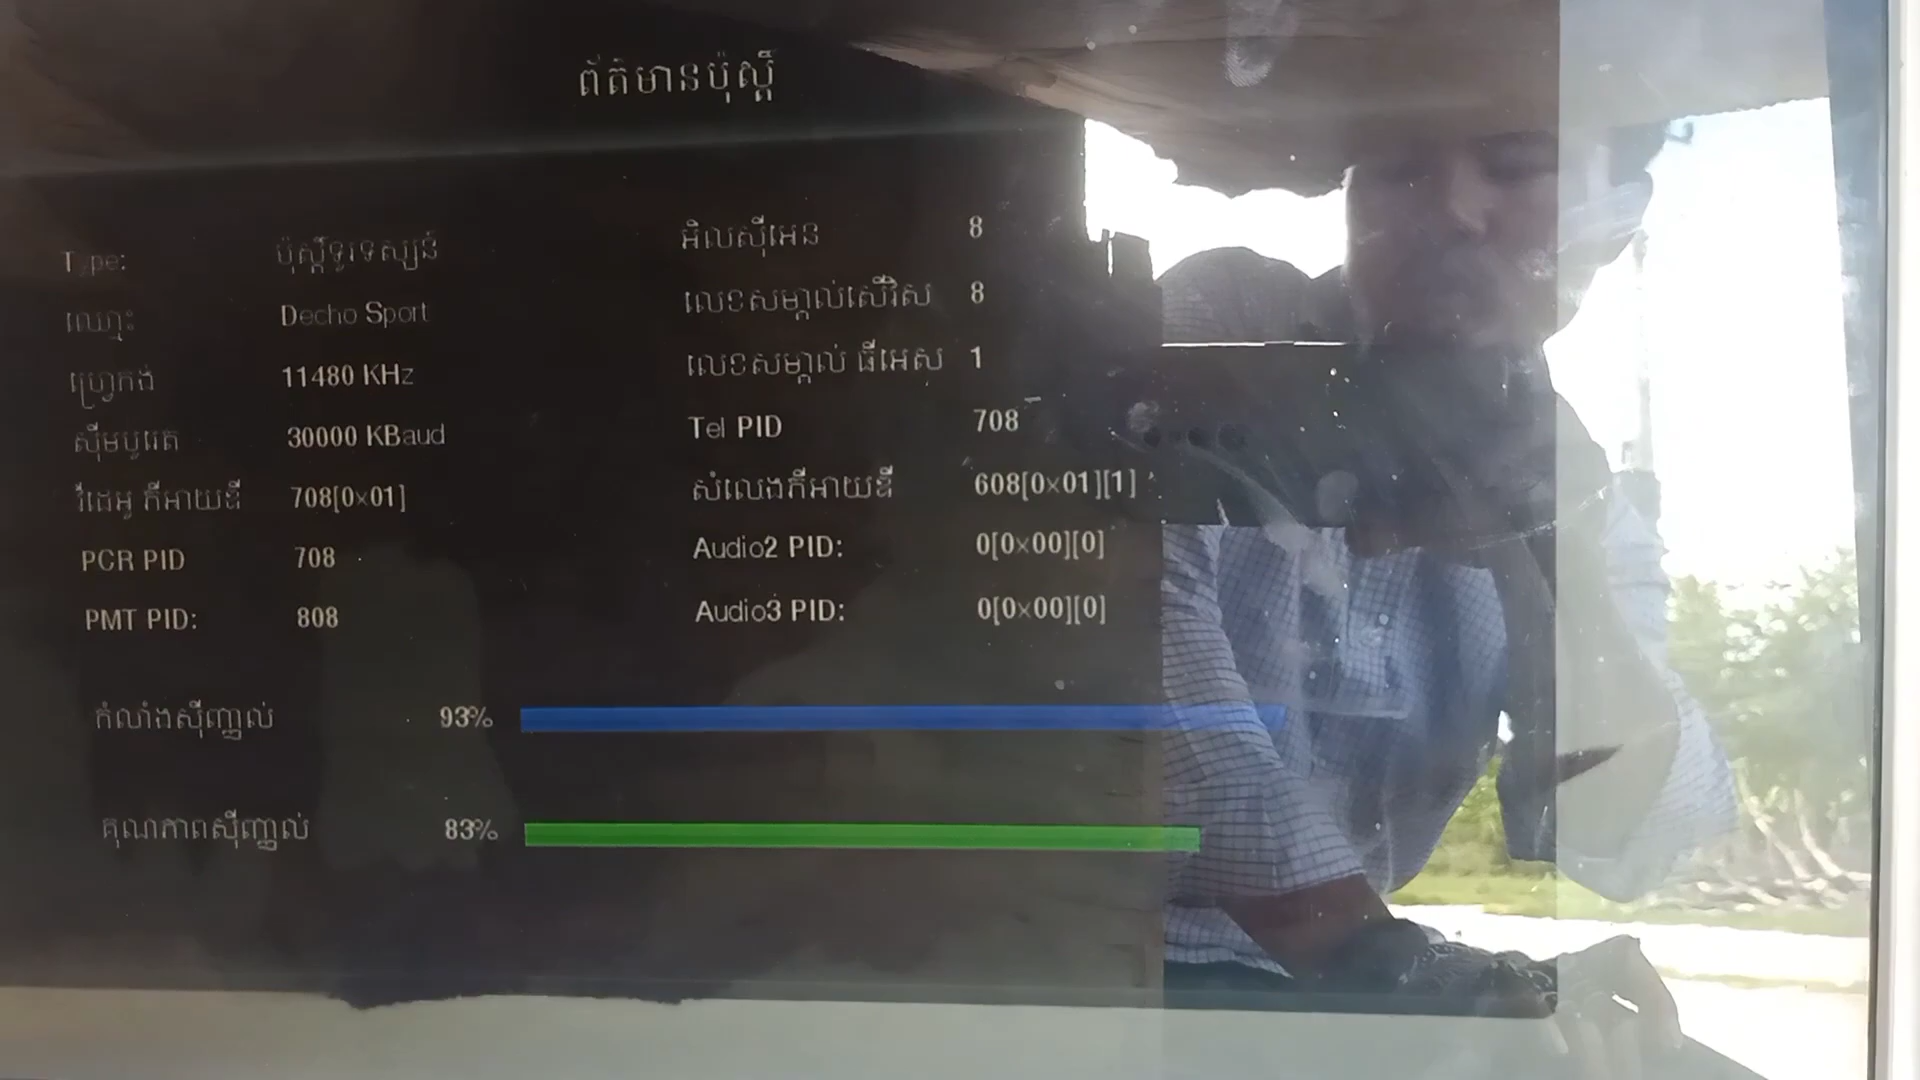 ព័ត៌មានប៉ុស្តិ៍
Type: ប៉ុស្តិ៍ទូរទស្សន៍
ឈ្មោះ Decho Sport
ហ្វ្រេកង់ 11480 KHz
ស៊ីមបូរេត 30000 KBaud
វីដេអូ ភីអាយឌី 708[0x01]
PCR PID 708
PMT PID: 808
អិលស៊ីអេន 8
លេខសម្គាល់សើវិស 8
លេខសម្គាល់ ធីអេស 1
Tel PID 708
សំលេងភីអាយឌី 608[0x01][1]
Audio2 PID: 0[0x00][0]
Audio3 PID: 0[0x00][0]
កំលាំងស៊ីញ្ញាល់ 93%
គុណភាពស៊ីញ្ញាល់ 83%